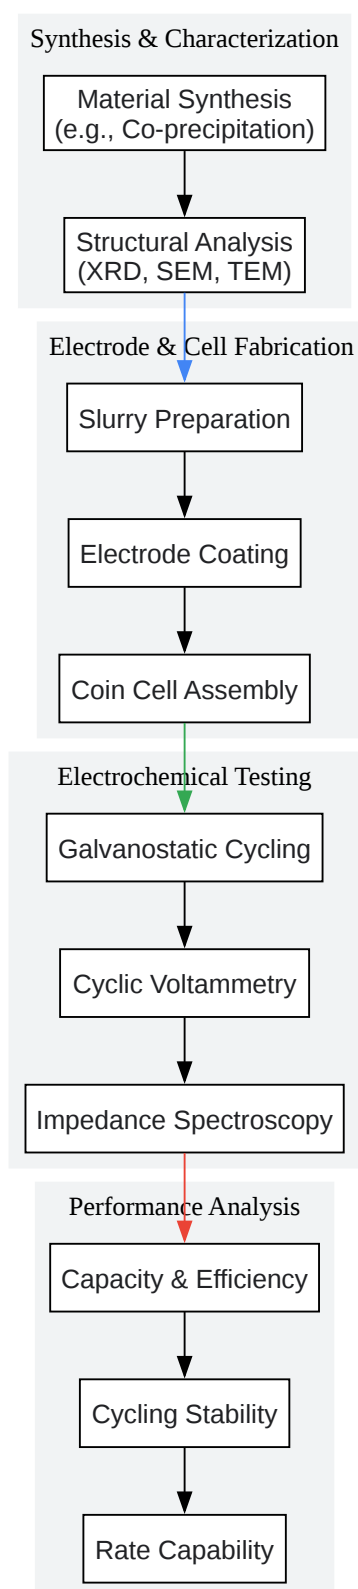 Synthesis & Characterization
Material Synthesis
(e.g., Co-precipitation)
Structural Analysis
(XRD, SEM, TEM)
Electrode & Cell Fabrication
Slurry Preparation
Electrode Coating
Coin Cell Assembly
Electrochemical Testing
Galvanostatic Cycling
Cyclic Voltammetry
Impedance Spectroscopy
Performance Analysis
Capacity & Efficiency
Cycling Stability
Rate Capability